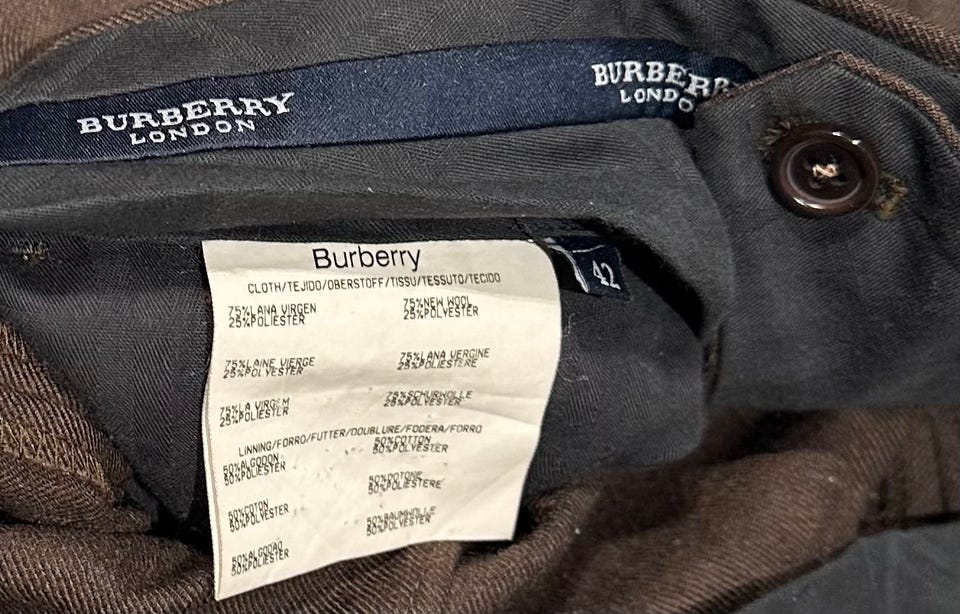 BURBERRY
LONDON
BURBERRY
LONDO
42
Burberry
CLOTH/TEJIDO/OBERSTOFF/TISSU/TESSUTO/TECIDO
75%LANA VIRGEN
25%POLIESTER
75%NEW WOOL
25%POLYESTER
75%LAINE VIERGE
25%POLYESTER
75%LANA VERGINE
25%POLIESTERE
75%LA VIRGEM
25%POLIESTER
75%SCHURWOLLE
25%POLYESTER
LINNING/FORRO/FUTTER/DOUBLURE/FODERA/FORRO
50%ALGODON
50%POLIESTER
50%COTTON
50%POLYESTER
50%COTON
50%POLYESTER
50%COTONE
50%POLIESTERE
50%ALGODAO
50%POLIESTER
50%BAUMWOLLE
50%POLYESTER